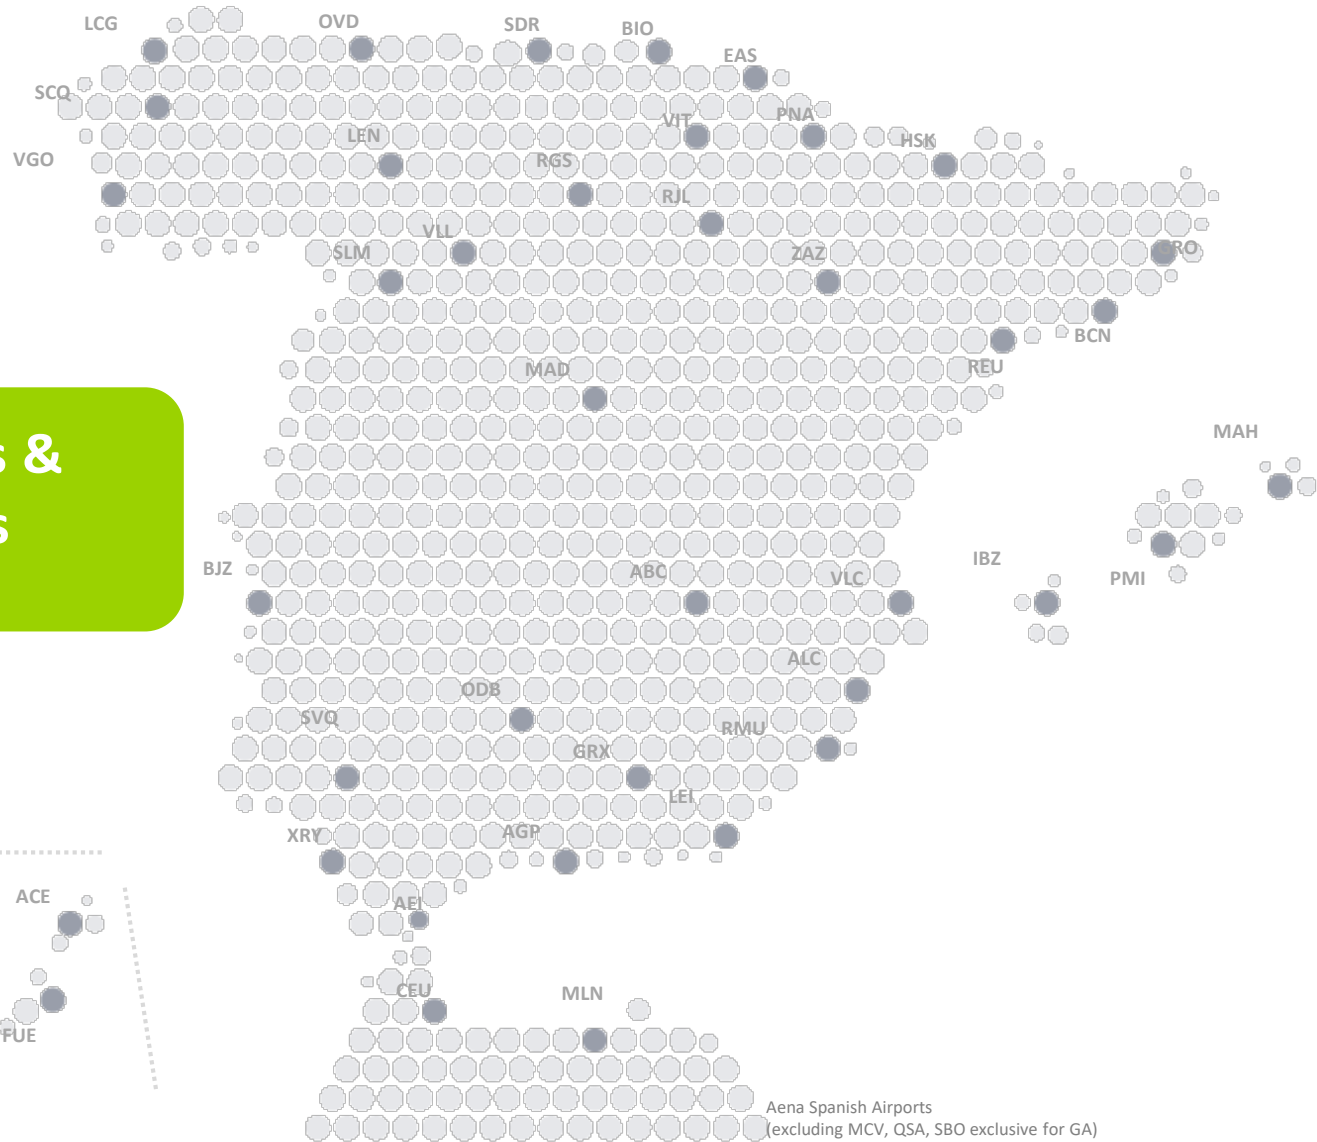 LCG
OVD
SDR
BIO
EAS
SCQ
VIT
PNA
LEN
HSK
VGO
RGS
RJL
VLL
SLM
ZAZ
GRO
BCN
MAD
REU
MAH
s &
s
BJZ
ABC
VLC
IBZ
PMI
ALC
ODB
SVQ
RMU
GRX
LEI
XRY
AGP
ACE
AEI
CEU
MLN
FUE
Aena Spanish Airports
(excluding MCV, QSA, SBO exclusive for GA)